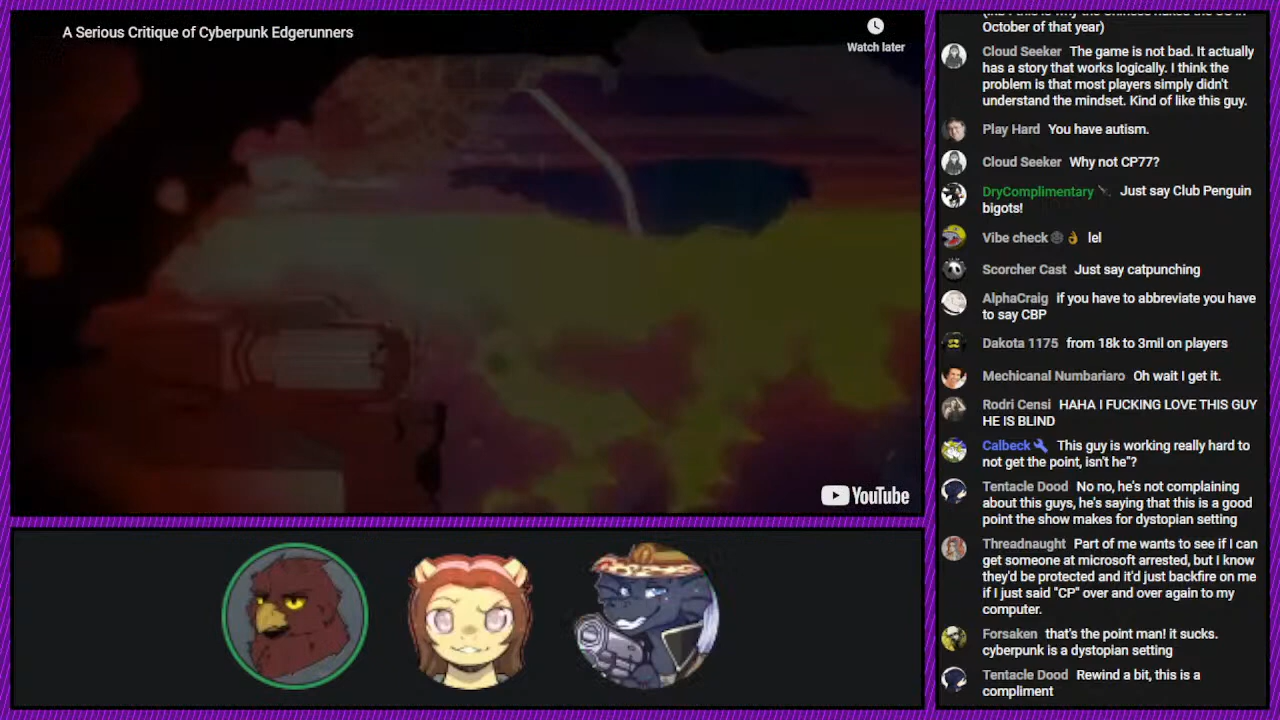 A Serious Critique of Cyberpunk Edgerunners
Watch later
YouTube
October of that year)
Cloud Seeker The game is not bad. It actually
has a story that works logically. I think the
problem is that most players simply didn't
understand the mindset. Kind of like this guy.
Play Hard You have autism.
Cloud Seeker Why not CP77?
DryComplimentary Just say Club Penguin
bigots!
Vibe check lel
Scorcher Cast Just say catpunching
AlphaCraig if you have to abbreviate you have
to say CBP
Dakota 1175 from 18k to 3mil on players
Mechicanal Numbariaro Oh wait I get it.
Rodri Censi HAHA I FUCKING LOVE THIS GUY
HE IS BLIND
Calbeck This guy is working really hard to
not get the point, isn't he"?
Tentacle Dood No no, he's not complaining
about this guys, he's saying that this is a good
point the show makes for dystopian setting
Threadnaught Part of me wants to see if I can
get someone at microsoft arrested, but I know
they'd be protected and it'd just backfire on me
if I just said "CP" over and over again to my
computer.
Forsaken that's the point man! it sucks.
cyberpunk is a dystopian setting
Tentacle Dood Rewind a bit, this is a
compliment